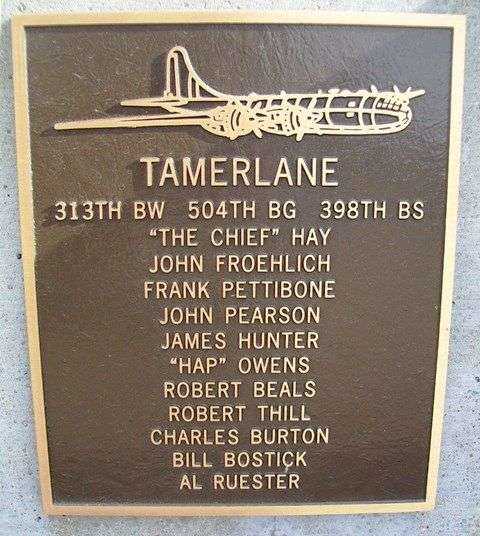 TAMERLANE
313TH BW 504TH BG 398TH BS
"THE CHIEF" HAY
JOHN FROEHLICH
FRANK PETTIBONE
JOHN PEARSON
JAMES HUNTER
"HAP" OWENS
ROBERT BEALS
ROBERT THILL
CHARLES BURTON
BILL BOSTICK
AL RUESTER